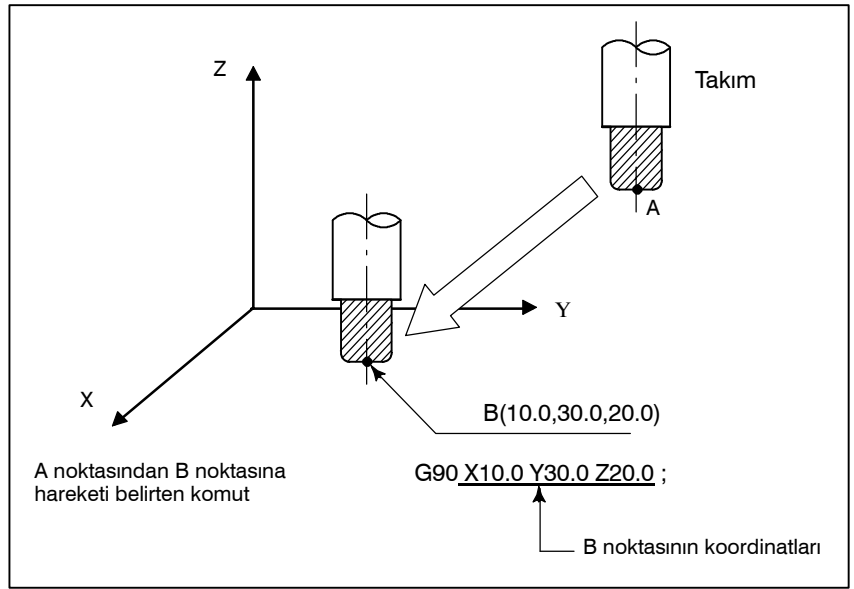 Z
Takım
A
Y
X
B(10.0,30.0,20.0)
A noktasından B noktasına
hareketi belirten komut
G90 X10.0 Y30.0 Z20.0 ;
B noktasının koordinatları